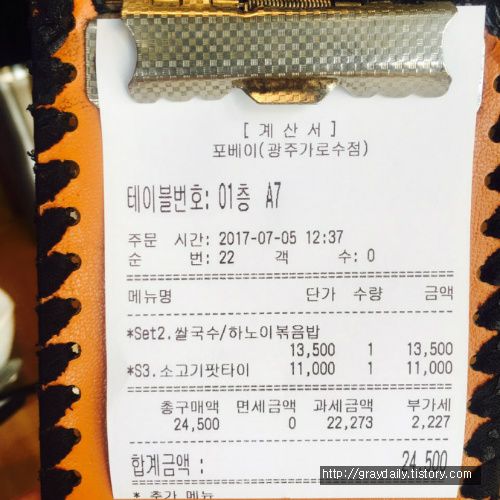 [ 계 산 서 ]
포베이(광주가로수점)
테이블번호: 01층 A7
주문 시간: 2017-07-05 12:37
순 번: 22 객 수: 0
메뉴명 단가 수량 금액
*Set2.쌀국수/하노이볶음밥
13,500 1 13,500
*S3.소고기팟타이 11,000 1 11,000
총구매액 면세금액 과세금액 부가세
24,500 0 22,273 2,227
합계금액 : 24,500
* 추가 메뉴
http://graydaily.tistory.com